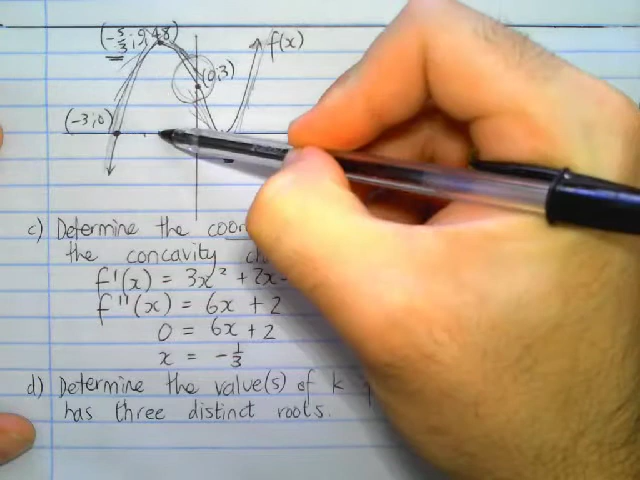 (-5/3; 9,48)
f(x)
(0;3)
(-3;0)
c) Determine the
the concavity
f'(x) = 3x² + 2x -
f''(x) = 6x + 2
0 = 6x + 2
x = -1/3
d) Determine the value(s) of k
has three distinct roots.